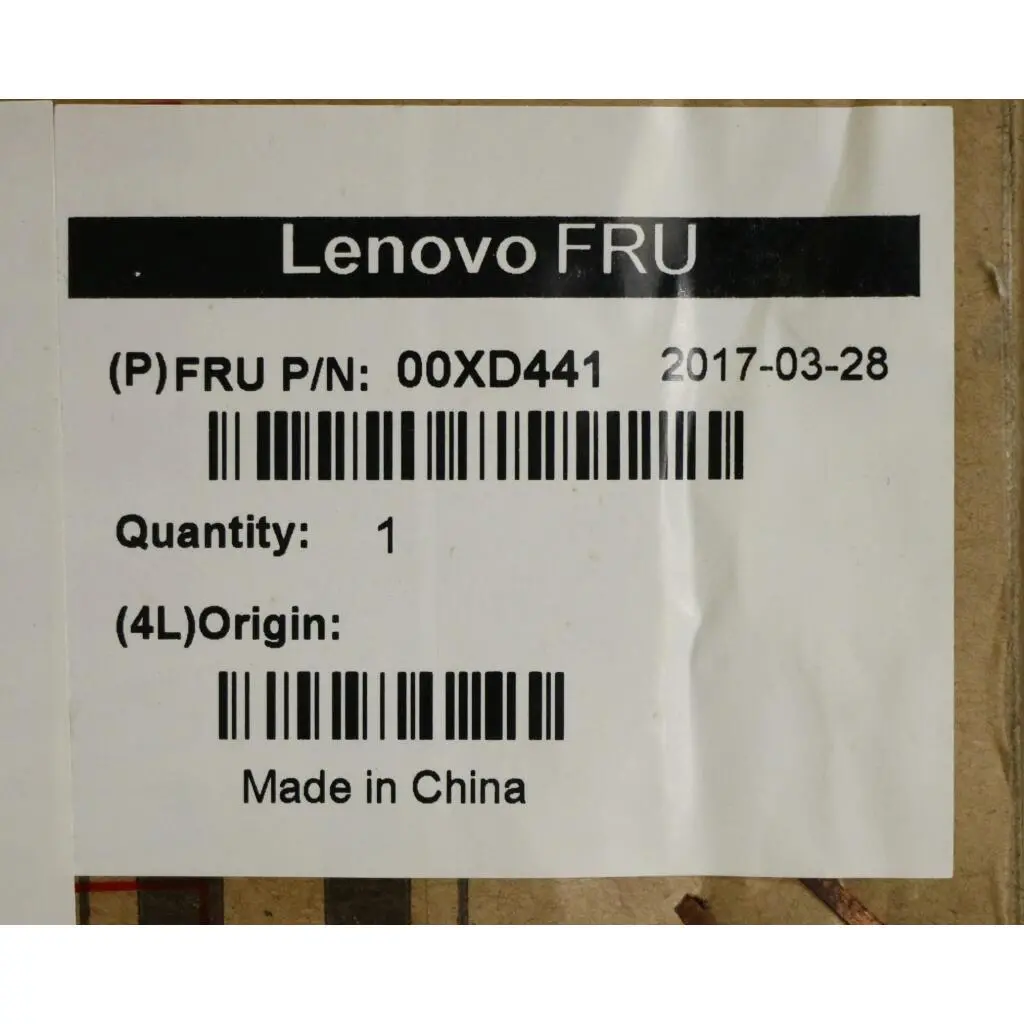 Lenovo FRU
(P)FRU P/N: 00XD441 2017-03-28
Quantity: 1
(4L)Origin:
Made in China